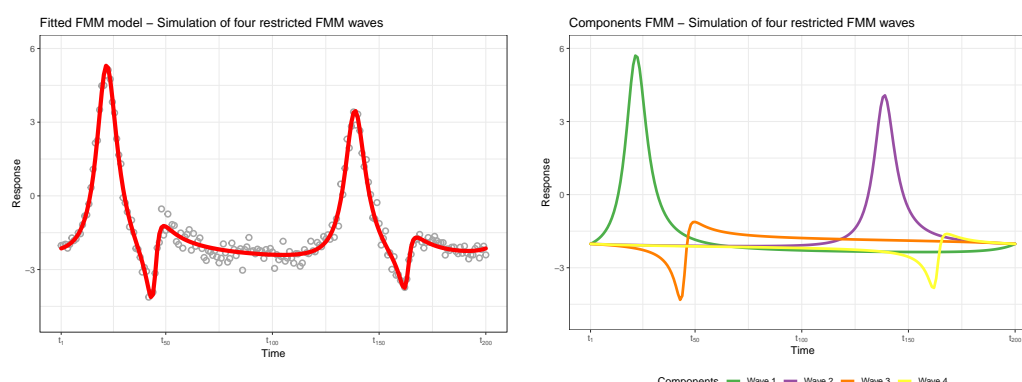 Fitted FMM model − Simulation of four restricted FMM waves
6
3
0
−3
Response
t1
t50
t100
t150
t200
Time
Components FMM − Simulation of four restricted FMM waves
6
3
0
−3
Response
t1
t50
t100
t150
t200
Time
Components Wave 1 Wave 2 Wave 3 Wave 4